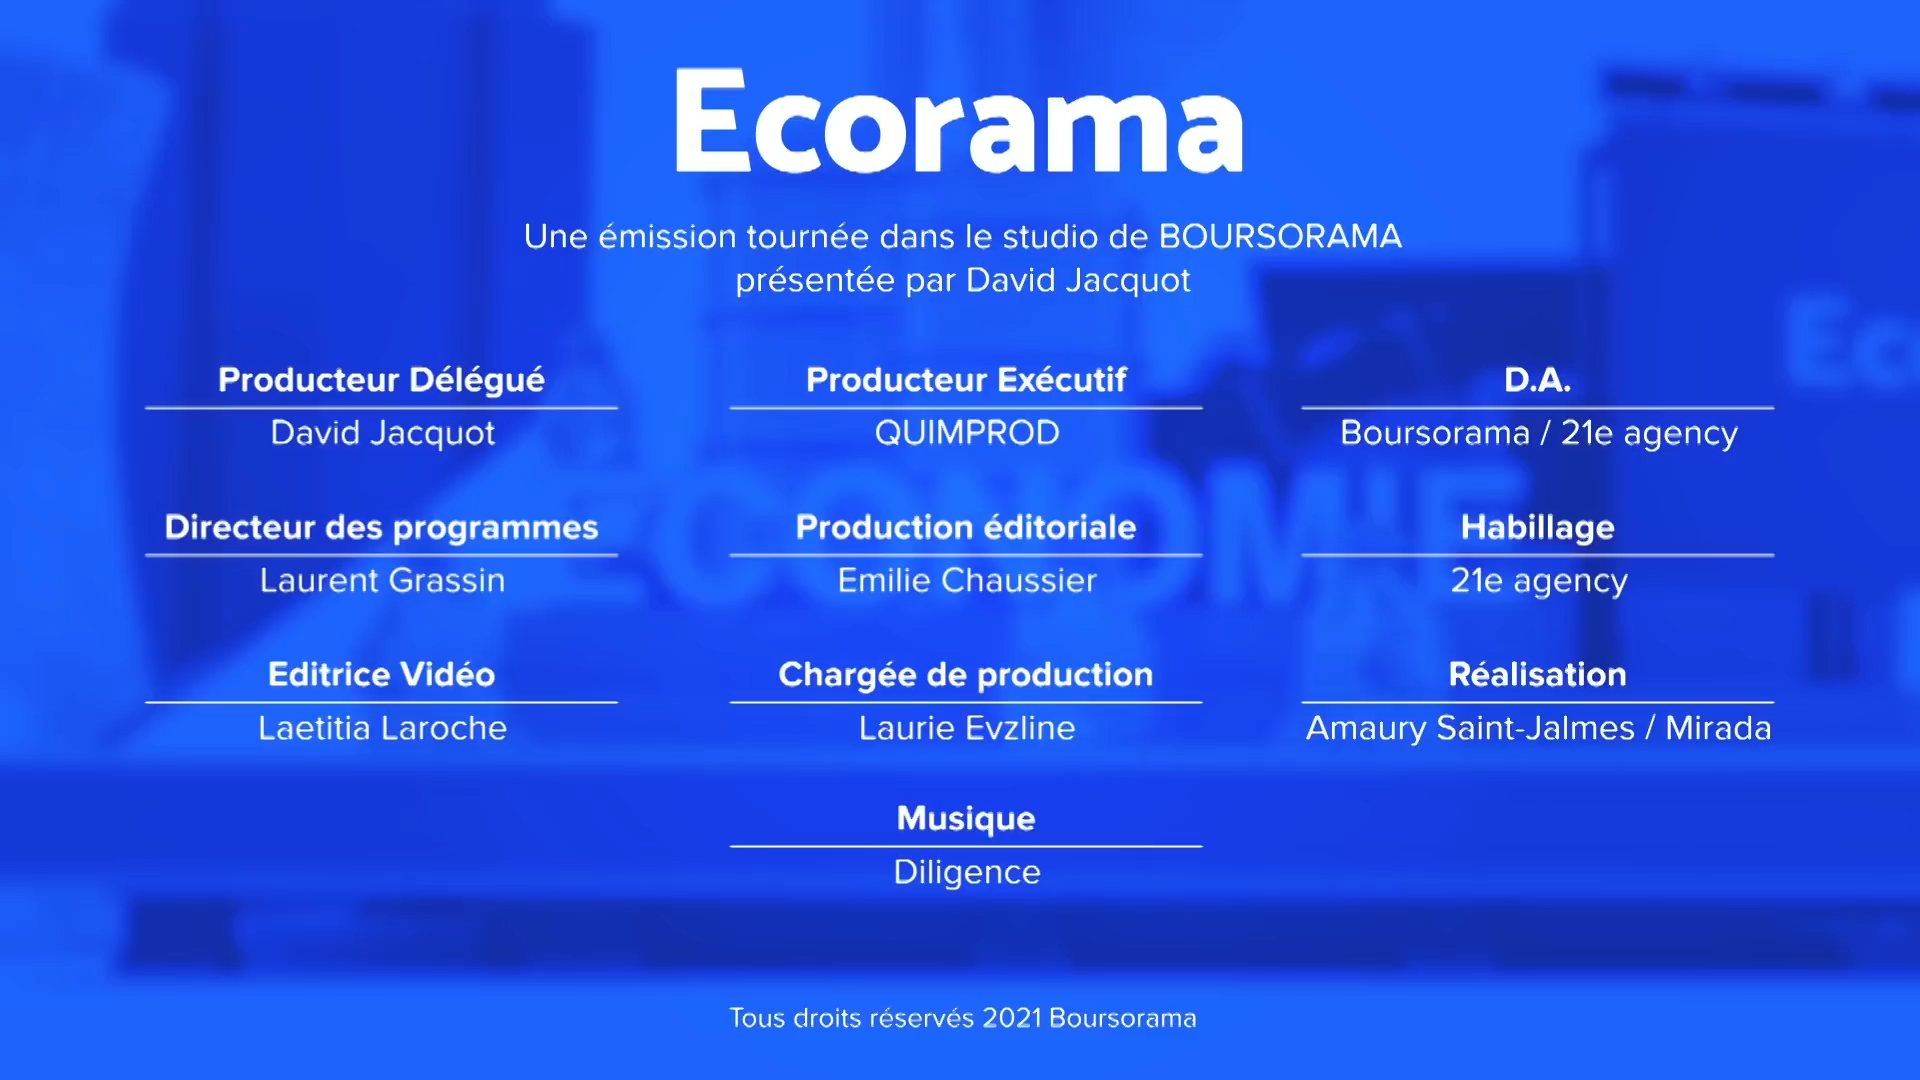 Ecorama
Une émission tournée dans le studio de BOURSORAMA
présentée par David Jacquot
Producteur Délégué
David Jacquot
Producteur Exécutif
QUIMPROD
D.A.
Boursorama / 21e agency
Directeur des programmes
Laurent Grassin
Production éditoriale
Emilie Chaussier
Habillage
21e agency
Editrice Vidéo
Laetitia Laroche
Chargée de production
Laurie Evzline
Réalisation
Amaury Saint-Jalmes / Mirada
Musique
Diligence
Tous droits réservés 2021 Boursorama
ECONOMIE
Eco